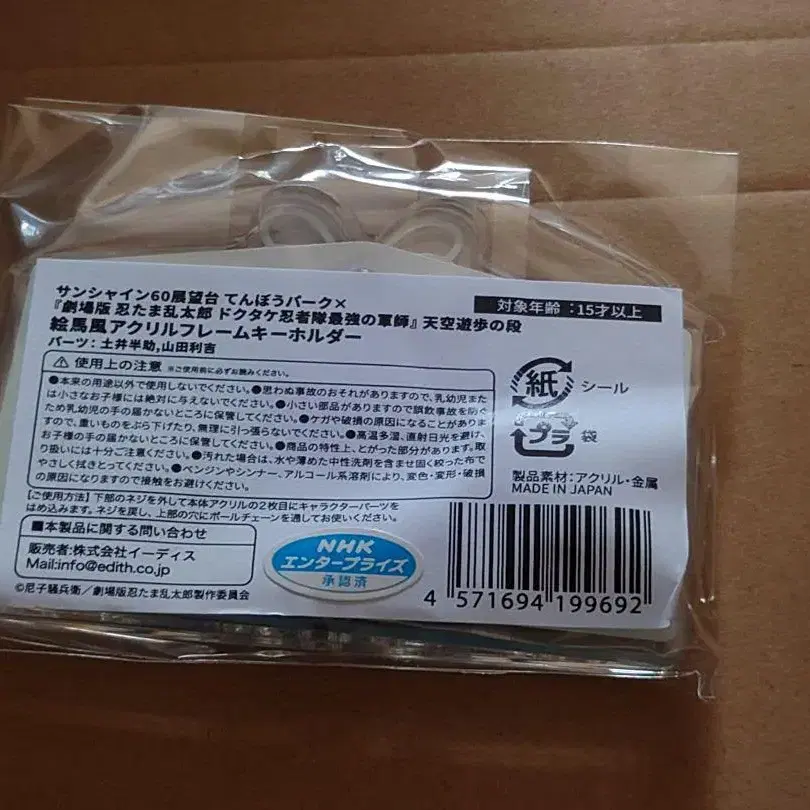 サンシャイン60展望台 てんぼうパーク×
『劇場版 忍たま乱太郎 ドクタケ忍者隊最強の軍師』天空遊歩の段
絵馬風アクリルフレームキーホルダー
パーツ：土井半助,山田利吉
対象年齢：15才以上
⚠ 使用上の注意 ※ご使用前に必ずお読みください。
●本来の用途以外で使用しないでください。●思わぬ事故のおそれがありますので、乳幼児また
は小さなお子様には絶対に与えないでください。●小さい部品がありますので誤飲事故を防ぐ
ため乳幼児の手の届かないところに保管してください。●ケガや破損の原因になることがありま
すので、重いものをぶら下げたり、無理に引っ張らないでください。●高温多湿、直射日光を避け、
お子様の手の届かないところに保管してください。●商品の特性上、とがった部分があります。取
り扱いには十分ご注意ください。●汚れた場合は、水や薄めた中性洗剤を含ませ固く絞った布で
やさしく拭きとってください。●ベンジンやシンナー、アルコール系溶剤により、変色・変形・破損
の原因になりますので接触をお避けください。
【ご使用方法】下部のネジを外して本体アクリルの2枚目にキャラクターパーツを
はめ込みます。ネジを戻し、上部の穴にボールチェーンを通してお使いください。
紙 シール
プラ 袋
製品素材：アクリル・金属
MADE IN JAPAN
■本製品に関する問い合わせ
販売者：株式会社イーディス
Mail:info@edith.co.jp
©尼子騒兵衛／劇場版忍たま乱太郎製作委員会
NHK
エンタープライズ
承認済
4 571694 199692